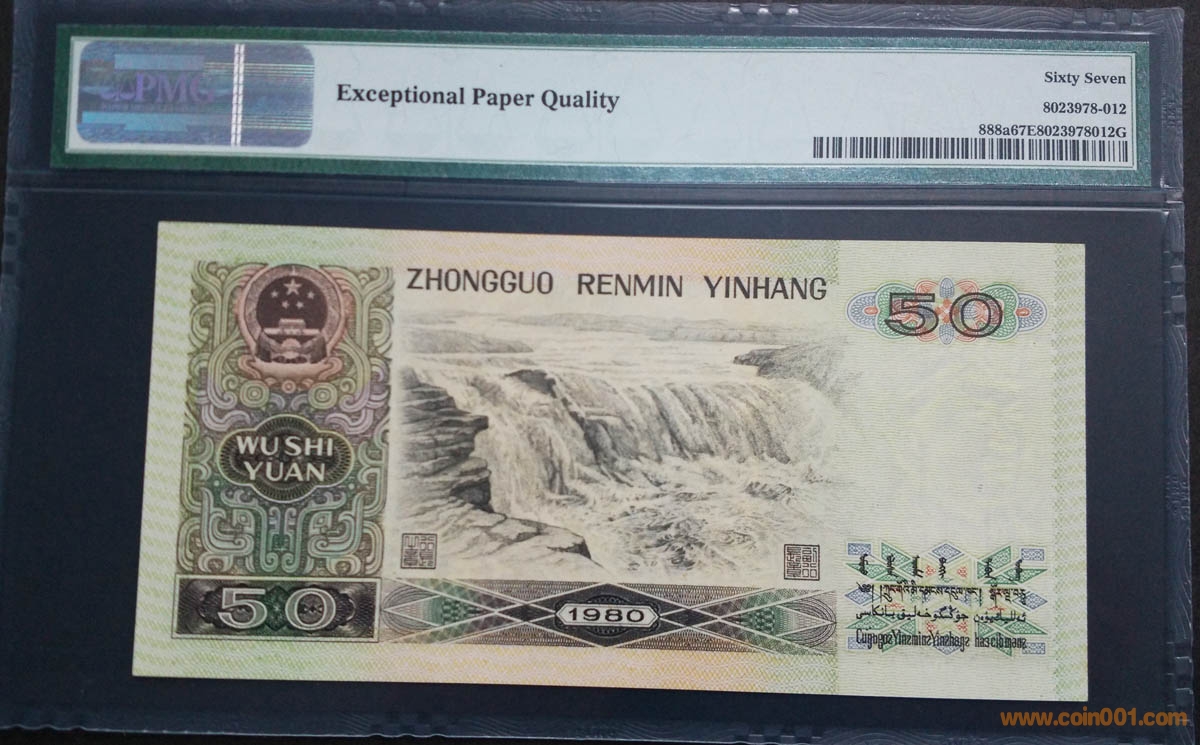 PMG
Exceptional Paper Quality
Sixty Seven
8023978-012
888a67E8023978012G
ZHONGGUO RENMIN YINHANG
50
WU SHI
YUAN
50
1980
www.coin001.com